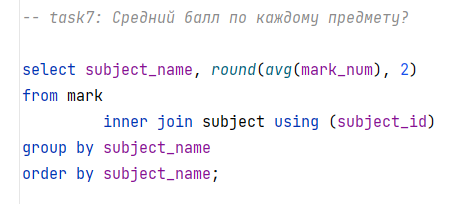 -- task7: Средний балл по каждому предмету?
select subject_name, round(avg(mark_num), 2)
from mark
inner join subject using (subject_id)
group by subject_name
order by subject_name;